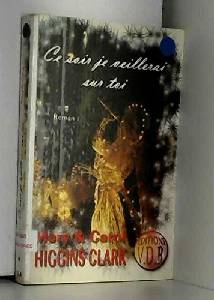 Ce soir je veillerai
sur toi
Roman
Mary & Carol
HIGGINS CLARK
EDITIONS
V.D.B